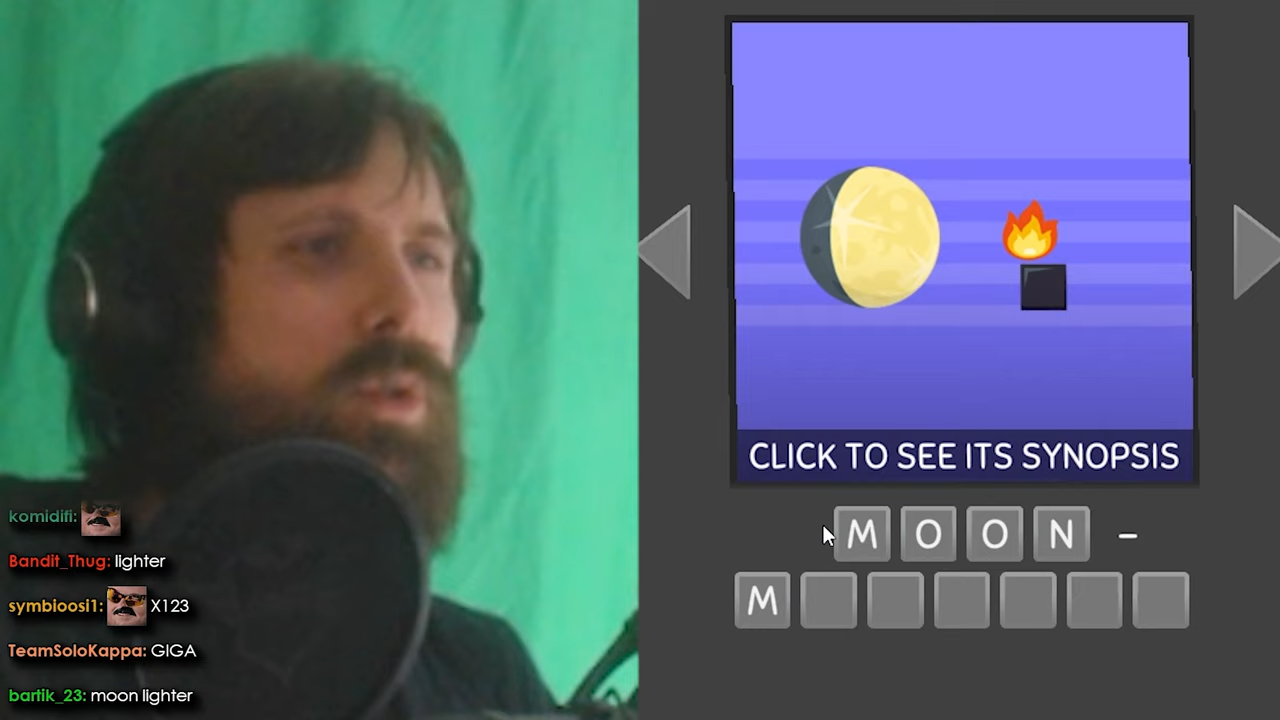 CLICK TO SEE ITS SYNOPSIS
M O O N –
M
komidifi:
Bandit_Thug: lighter
symbioosi1: X123
TeamSoloKappa: GIGA
bartik_23: moon lighter